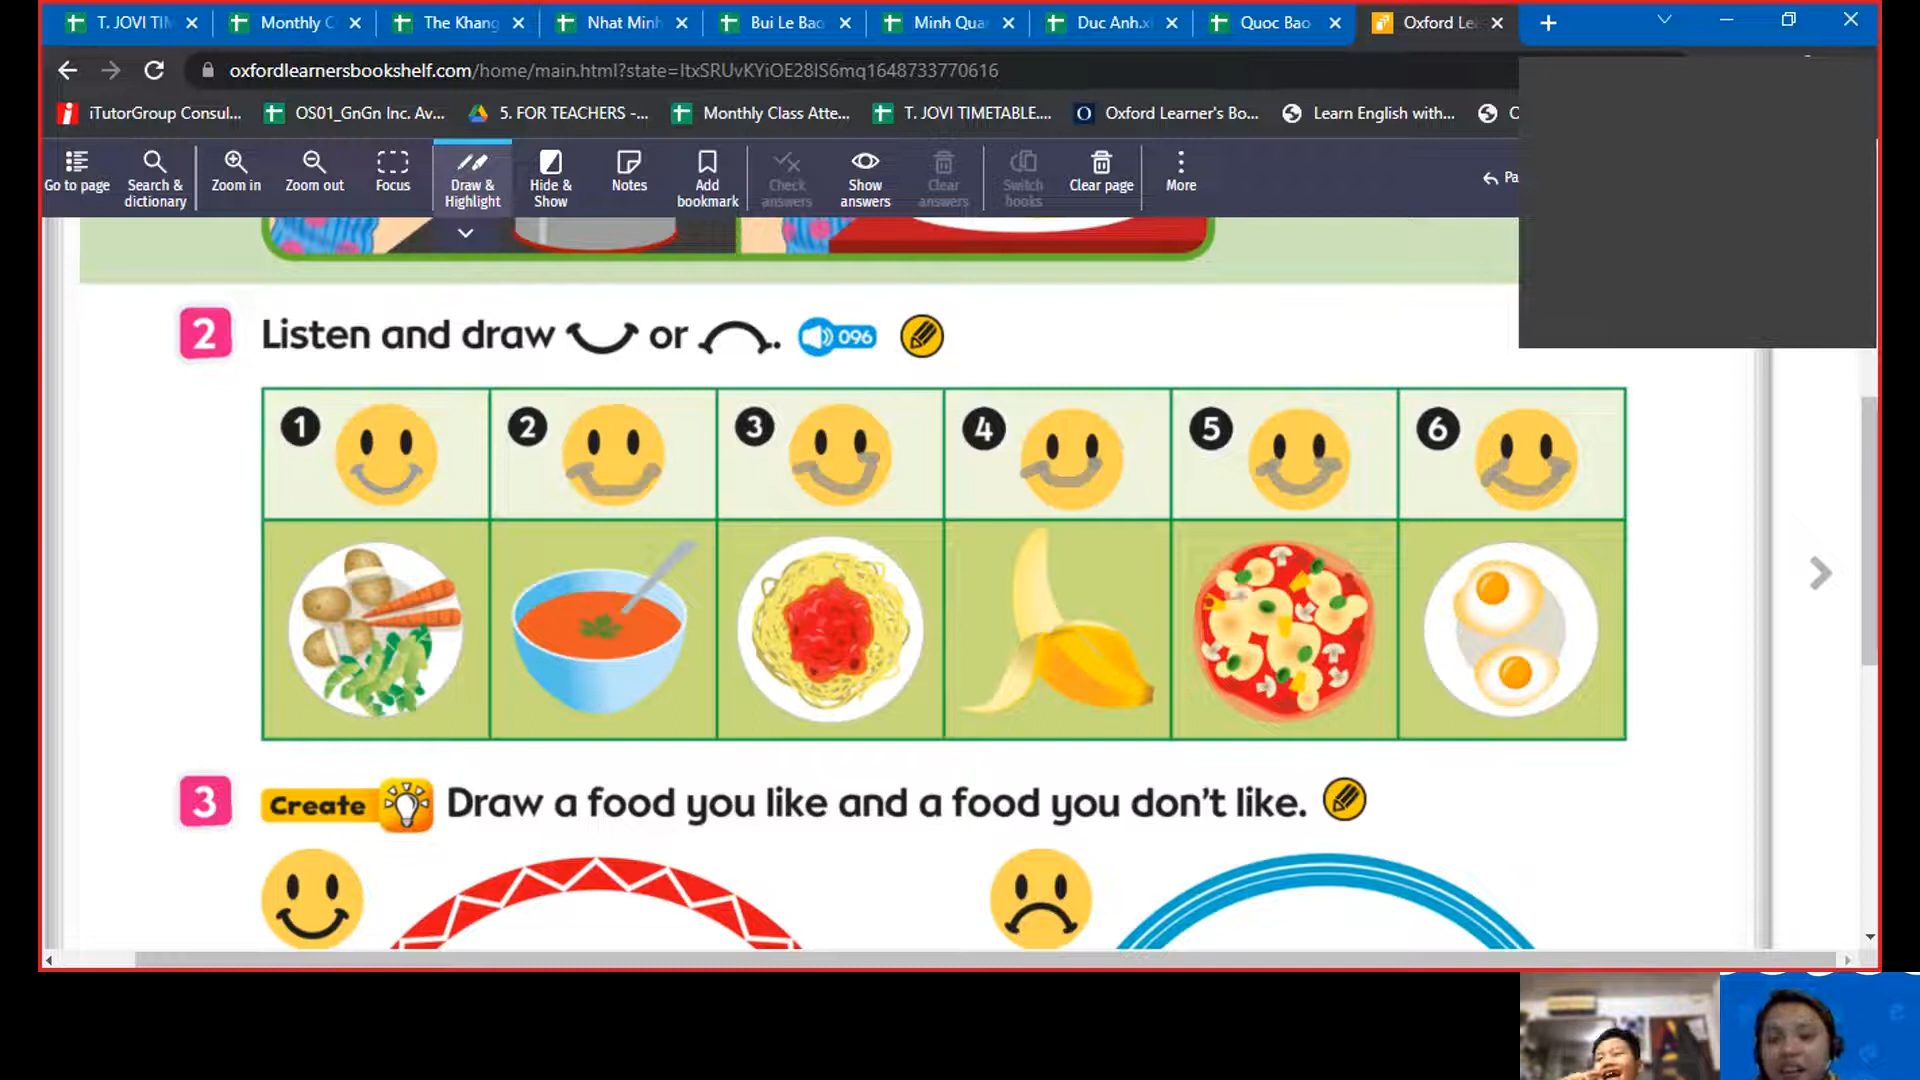 T. JOVI TIM
Monthly C
The Khang
Nhat Minh
Bui Le Bao
Minh Qua
Duc Anh.x
Quoc Bao
Oxford Le
oxfordlearnersbookshelf.com/home/main.html?state=ItxSRUvKYiOE28IS6mq1648733770616
iTutorGroup Consul...
OS01_GnGn Inc. Av...
5. FOR TEACHERS -...
Monthly Class Atte...
T. JOVI TIMETABLE....
Oxford Learner's Bo...
Learn English with...
O
Go to page
Search & dictionary
Zoom in
Zoom out
Focus
Draw & Highlight
Hide & Show
Notes
Add bookmark
Check answers
Show answers
Clear answers
Switch books
Clear page
More
Pa
2 Listen and draw or . 096
1 2 3 4 5 6
3 Create Draw a food you like and a food you don't like.